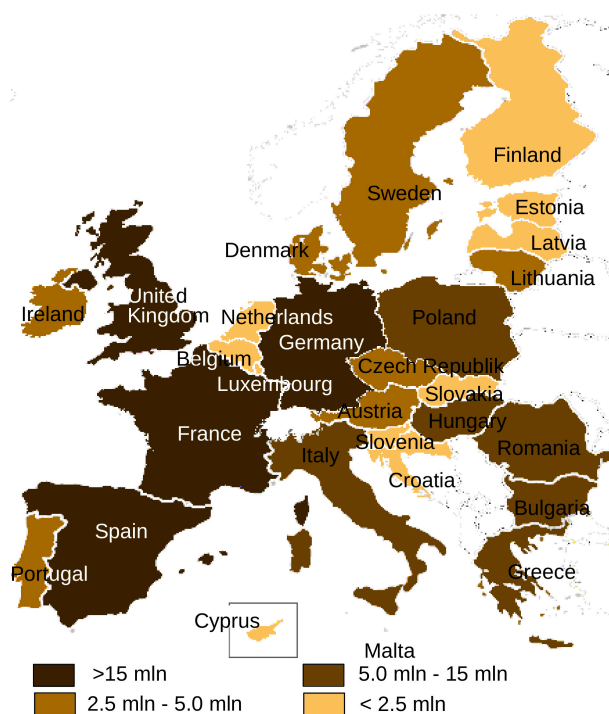 Finland
Sweden
Estonia
Latvia
Denmark
Lithuania
United
Kingdom
Ireland
Netherlands
Poland
Germany
Belgium
Czech Republik
Luxembourg
Slovakia
Austria
Hungary
France
Slovenia
Italy
Romania
Croatia
Bulgaria
Spain
Portugal
Greece
Cyprus
Malta
>15 mln
5.0 mln - 15 mln
2.5 mln - 5.0 mln
< 2.5 mln